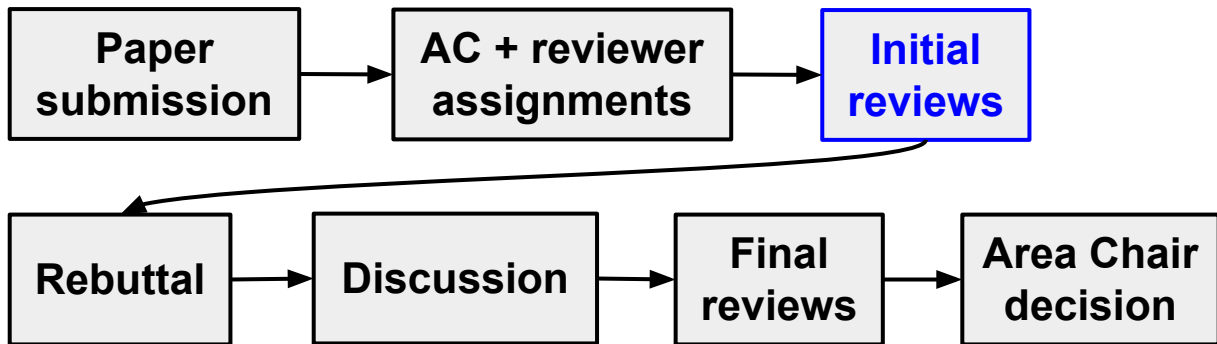 Paper
submission
AC + reviewer
assignments
Initial
reviews
Rebuttal
Discussion
Final
reviews
Area Chair
decision